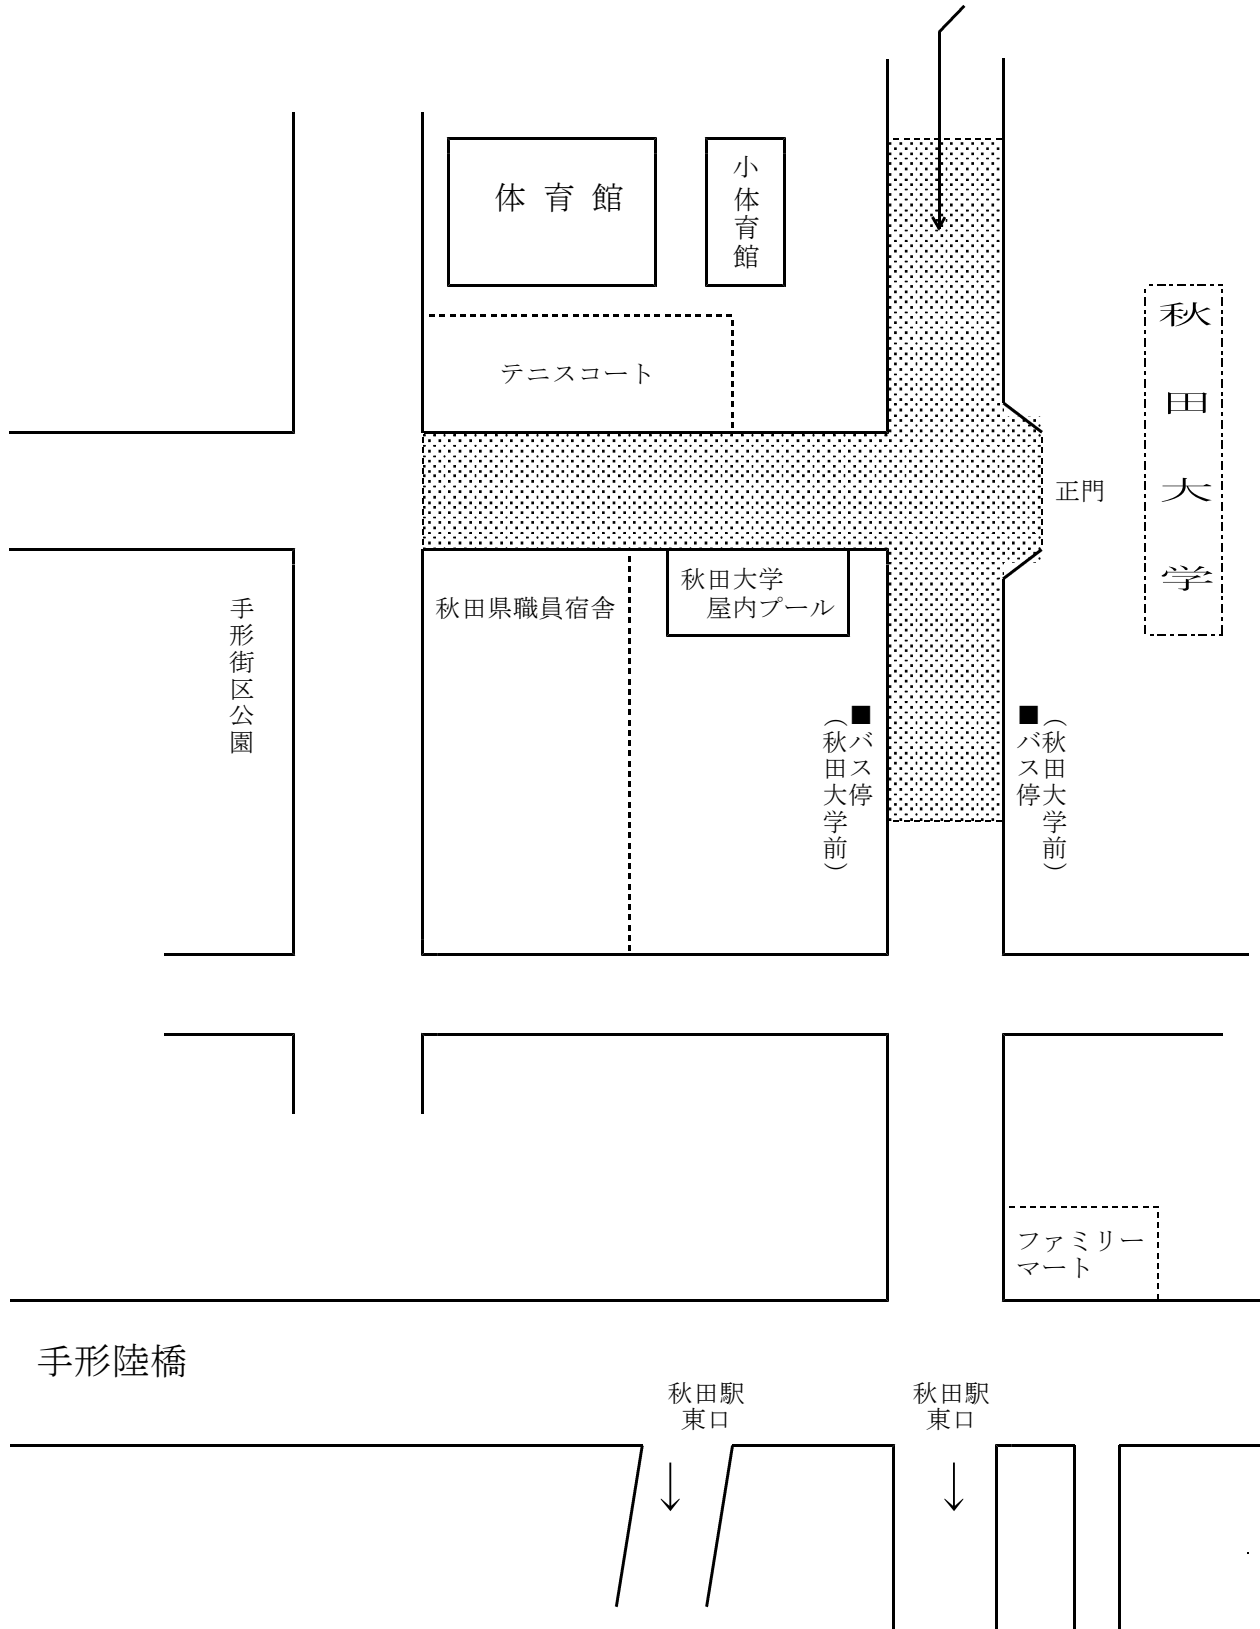 体育館
小体育館
テニスコート
秋田大学
正門
秋田大学
屋内プール
秋田県職員宿舎
手形街区公園
■バス停
（秋田大学前）
（秋田大学前）
■バス停
ファミリー
マート
手形陸橋
秋田駅
東口
秋田駅
東口